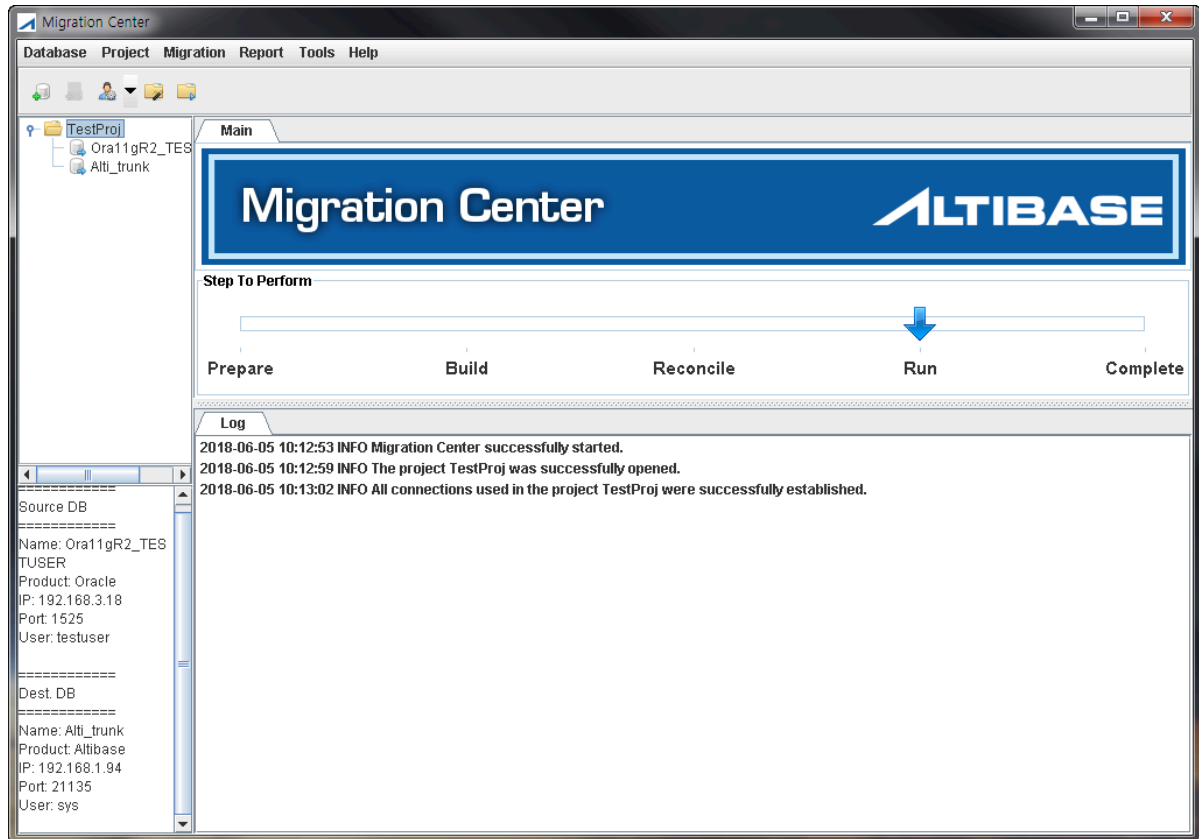 Migration Center
Database Project Migration Report Tools Help
TestProj
Ora11gR2_TES
Alti_trunk
Main
Migration Center
ALTIBASE
Step To Perform
Prepare Build Reconcile Run Complete
Log
2018-06-05 10:12:53 INFO Migration Center successfully started.
2018-06-05 10:12:59 INFO The project TestProj was successfully opened.
2018-06-05 10:13:02 INFO All connections used in the project TestProj were successfully established.
============
Source DB
============
Name: Ora11gR2_TES
TUSER
Product: Oracle
IP: 192.168.3.18
Port: 1525
User: testuser
============
Dest. DB
============
Name: Alti_trunk
Product: Altibase
IP: 192.168.1.94
Port: 21135
User: sys